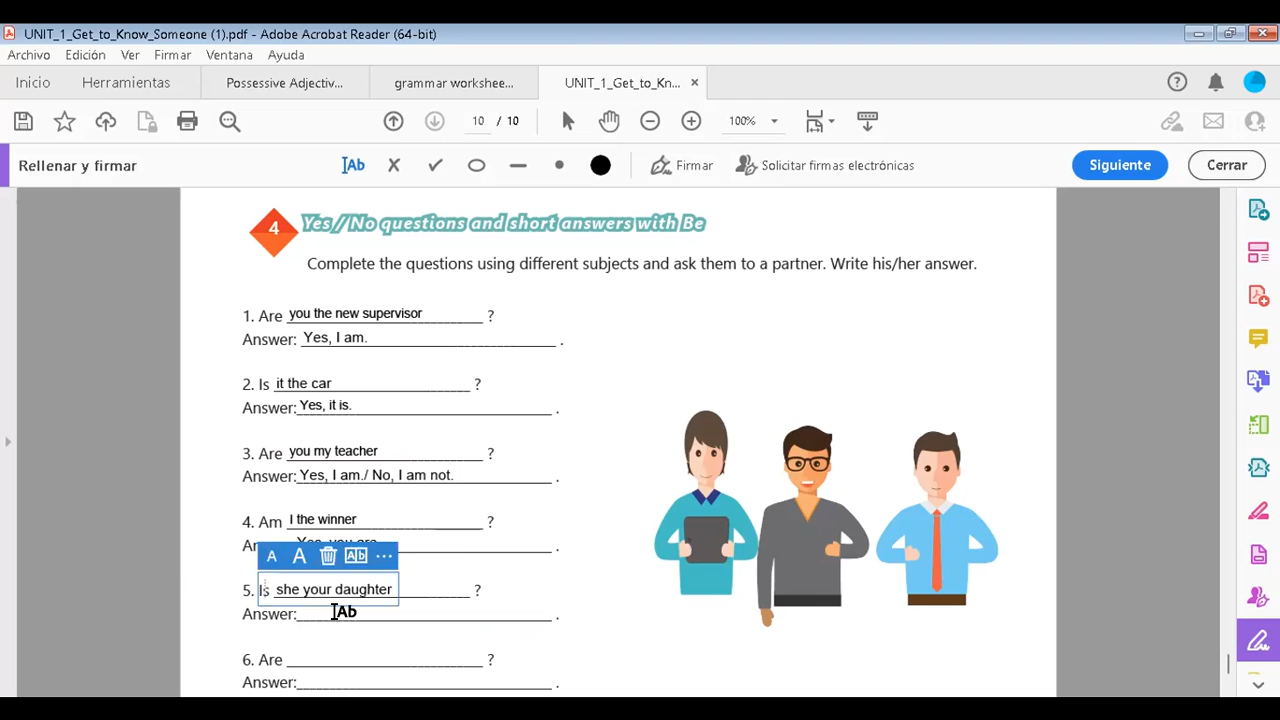 UNIT_1_Get_to_Know_Someone (1).pdf - Adobe Acrobat Reader (64-bit)
Archivo Edición Ver Firmar Ventana Ayuda
Inicio Herramientas Possessive Adjectiv... grammar workshee... UNIT_1_Get_to_Kn... ×
10 / 10 100%
Rellenar y firmar Ab Firmar Solicitar firmas electrónicas Siguiente Cerrar
4 Yes / No questions and short answers with Be
Complete the questions using different subjects and ask them to a partner. Write his/her answer.
1. Are you the new supervisor ?
Answer: Yes, I am. .
2. Is it the car ?
Answer: Yes, it is. .
3. Are you my teacher ?
Answer: Yes, I am./ No, I am not. .
4. Am I the winner ?
An Yes, you are .
A A Ab ...
5. Is she your daughter ?
Answer: .
Ab
6. Are ?
Answer: .